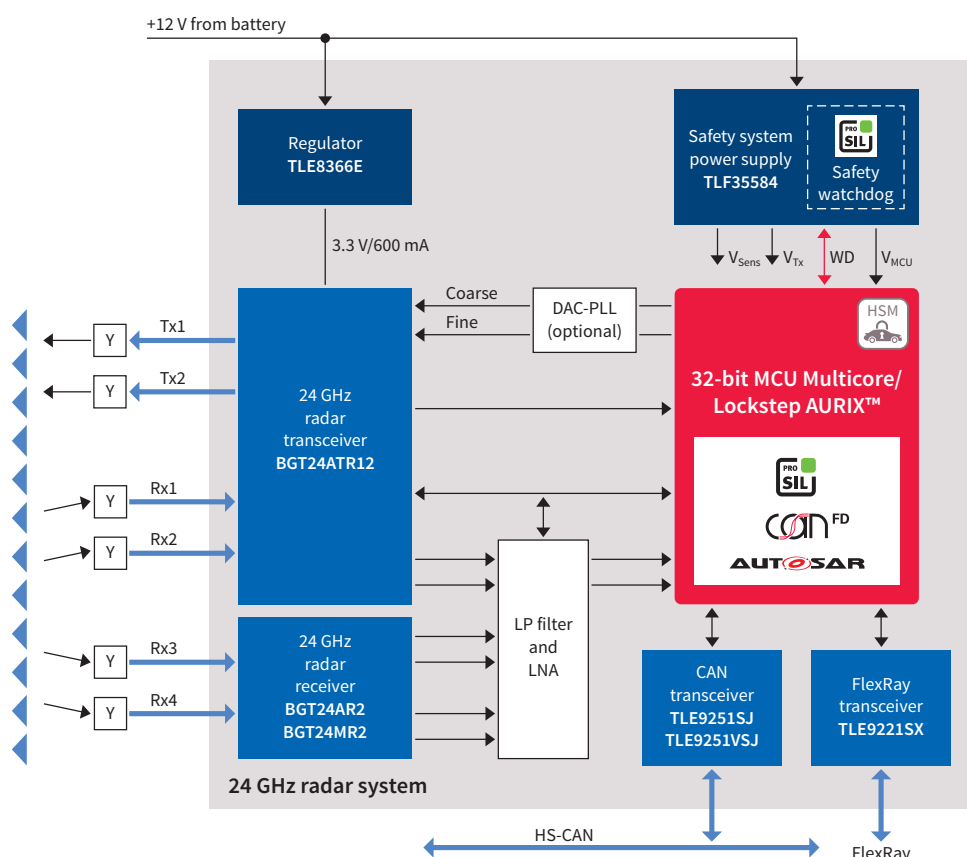 +12 V from battery
Regulator
TLE8366E
Safety system
power supply
TLF35584
PRO
SIL
Safety
watchdog
3.3 V/600 mA
VSens
VTx
WD
VMCU
Coarse
Fine
DAC-PLL
(optional)
HSM
32-bit MCU Multicore/
Lockstep AURIX™
PRO
SIL
CAN FD
AUTOSAR
Y
Tx1
Y
Tx2
24 GHz
radar
transceiver
BGT24ATR12
Y
Rx1
Y
Rx2
LP filter
and
LNA
Y
Rx3
Y
Rx4
24 GHz
radar
receiver
BGT24AR2
BGT24MR2
CAN
transceiver
TLE9251SJ
TLE9251VSJ
FlexRay
transceiver
TLE9221SX
24 GHz radar system
HS-CAN
FlexRay